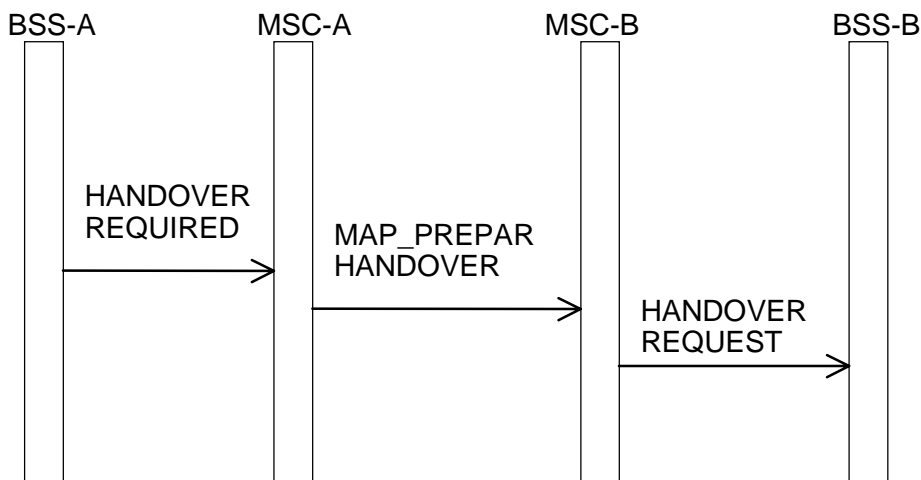 BSS-A
MSC-A
MSC-B
BSS-B
HANDOVER
REQUIRED
MAP_PREPAR
HANDOVER
HANDOVER
REQUEST